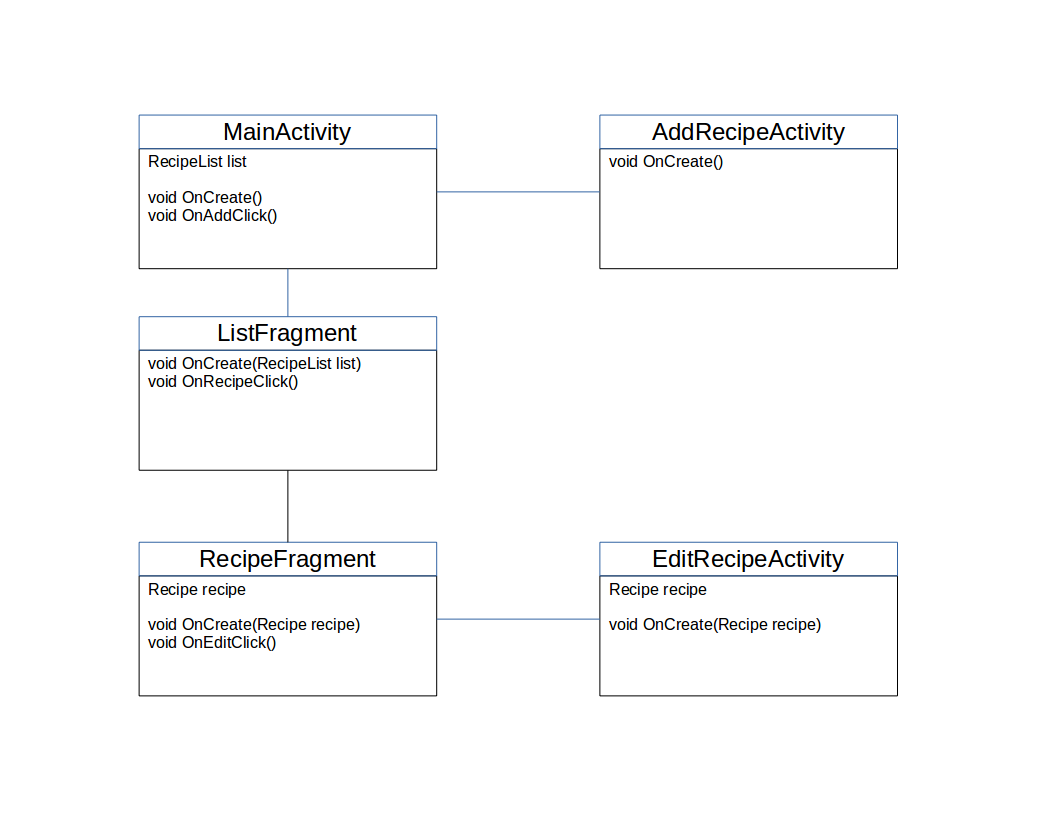 MainActivity
RecipeList list
void OnCreate()
void OnAddClick()
AddRecipeActivity
void OnCreate()
ListFragment
void OnCreate(RecipeList list)
void OnRecipeClick()
RecipeFragment
Recipe recipe
void OnCreate(Recipe recipe)
void OnEditClick()
EditRecipeActivity
Recipe recipe
void OnCreate(Recipe recipe)